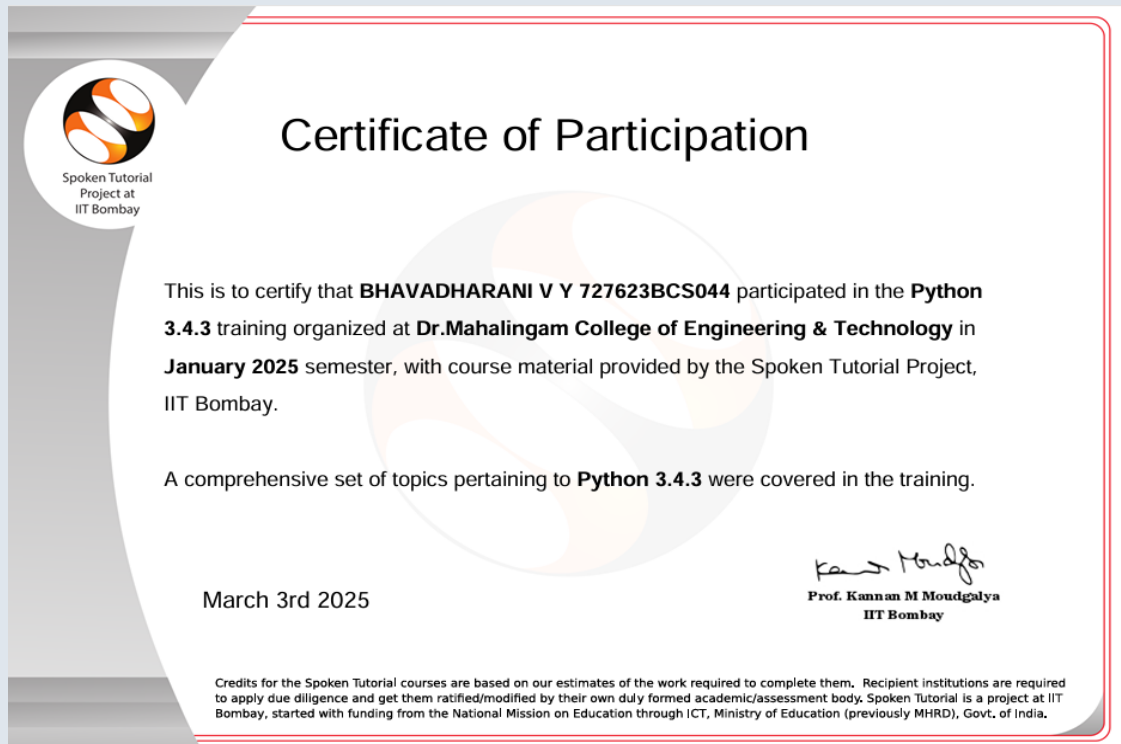 Spoken Tutorial
Project at
IIT Bombay
Certificate of Participation
This is to certify that BHAVADHARANI V Y 727623BCS044 participated in the Python
3.4.3 training organized at Dr.Mahalingam College of Engineering & Technology in
January 2025 semester, with course material provided by the Spoken Tutorial Project,
IIT Bombay.
A comprehensive set of topics pertaining to Python 3.4.3 were covered in the training.
March 3rd 2025
Prof. Kannan M Moudgalya
IIT Bombay
Credits for the Spoken Tutorial courses are based on our estimates of the work required to complete them. Recipient institutions are required
to apply due diligence and get them ratified/modified by their own duly formed academic/assessment body. Spoken Tutorial is a project at IIT
Bombay, started with funding from the National Mission on Education through ICT, Ministry of Education (previously MHRD), Govt. of India.